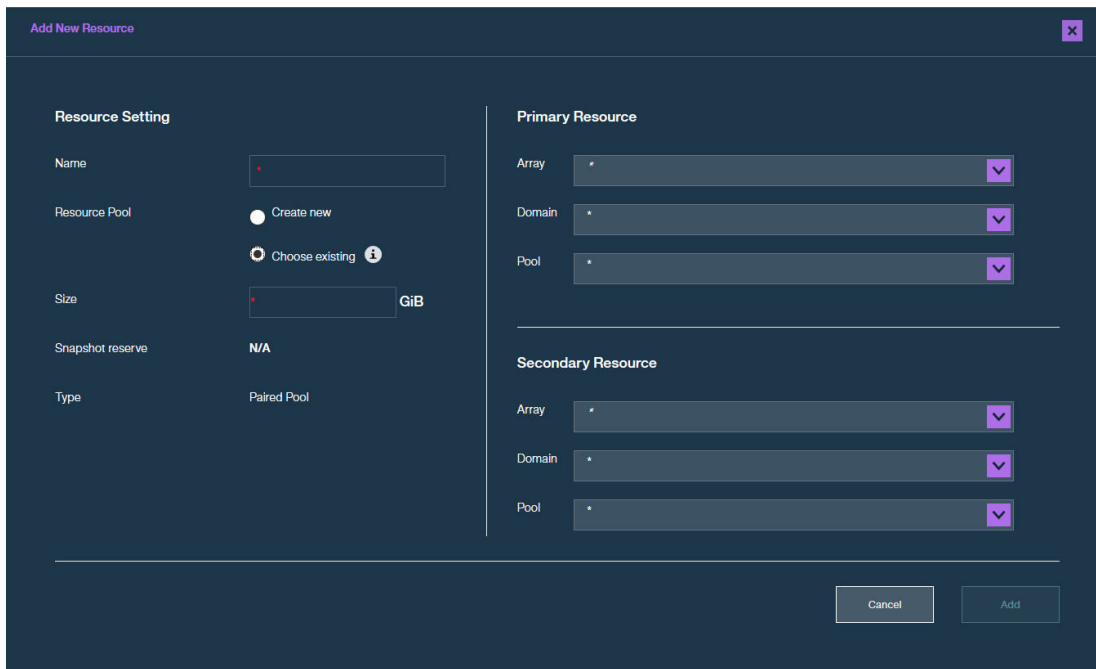 Add New Resource
Resource Setting
Name
*
Resource Pool
Create new
Choose existing
i
Size
*
GiB
Snapshot reserve
N/A
Type
Paired Pool
Primary Resource
Array
*
Domain
*
Pool
*
Secondary Resource
Array
*
Domain
*
Pool
*
Cancel
Add